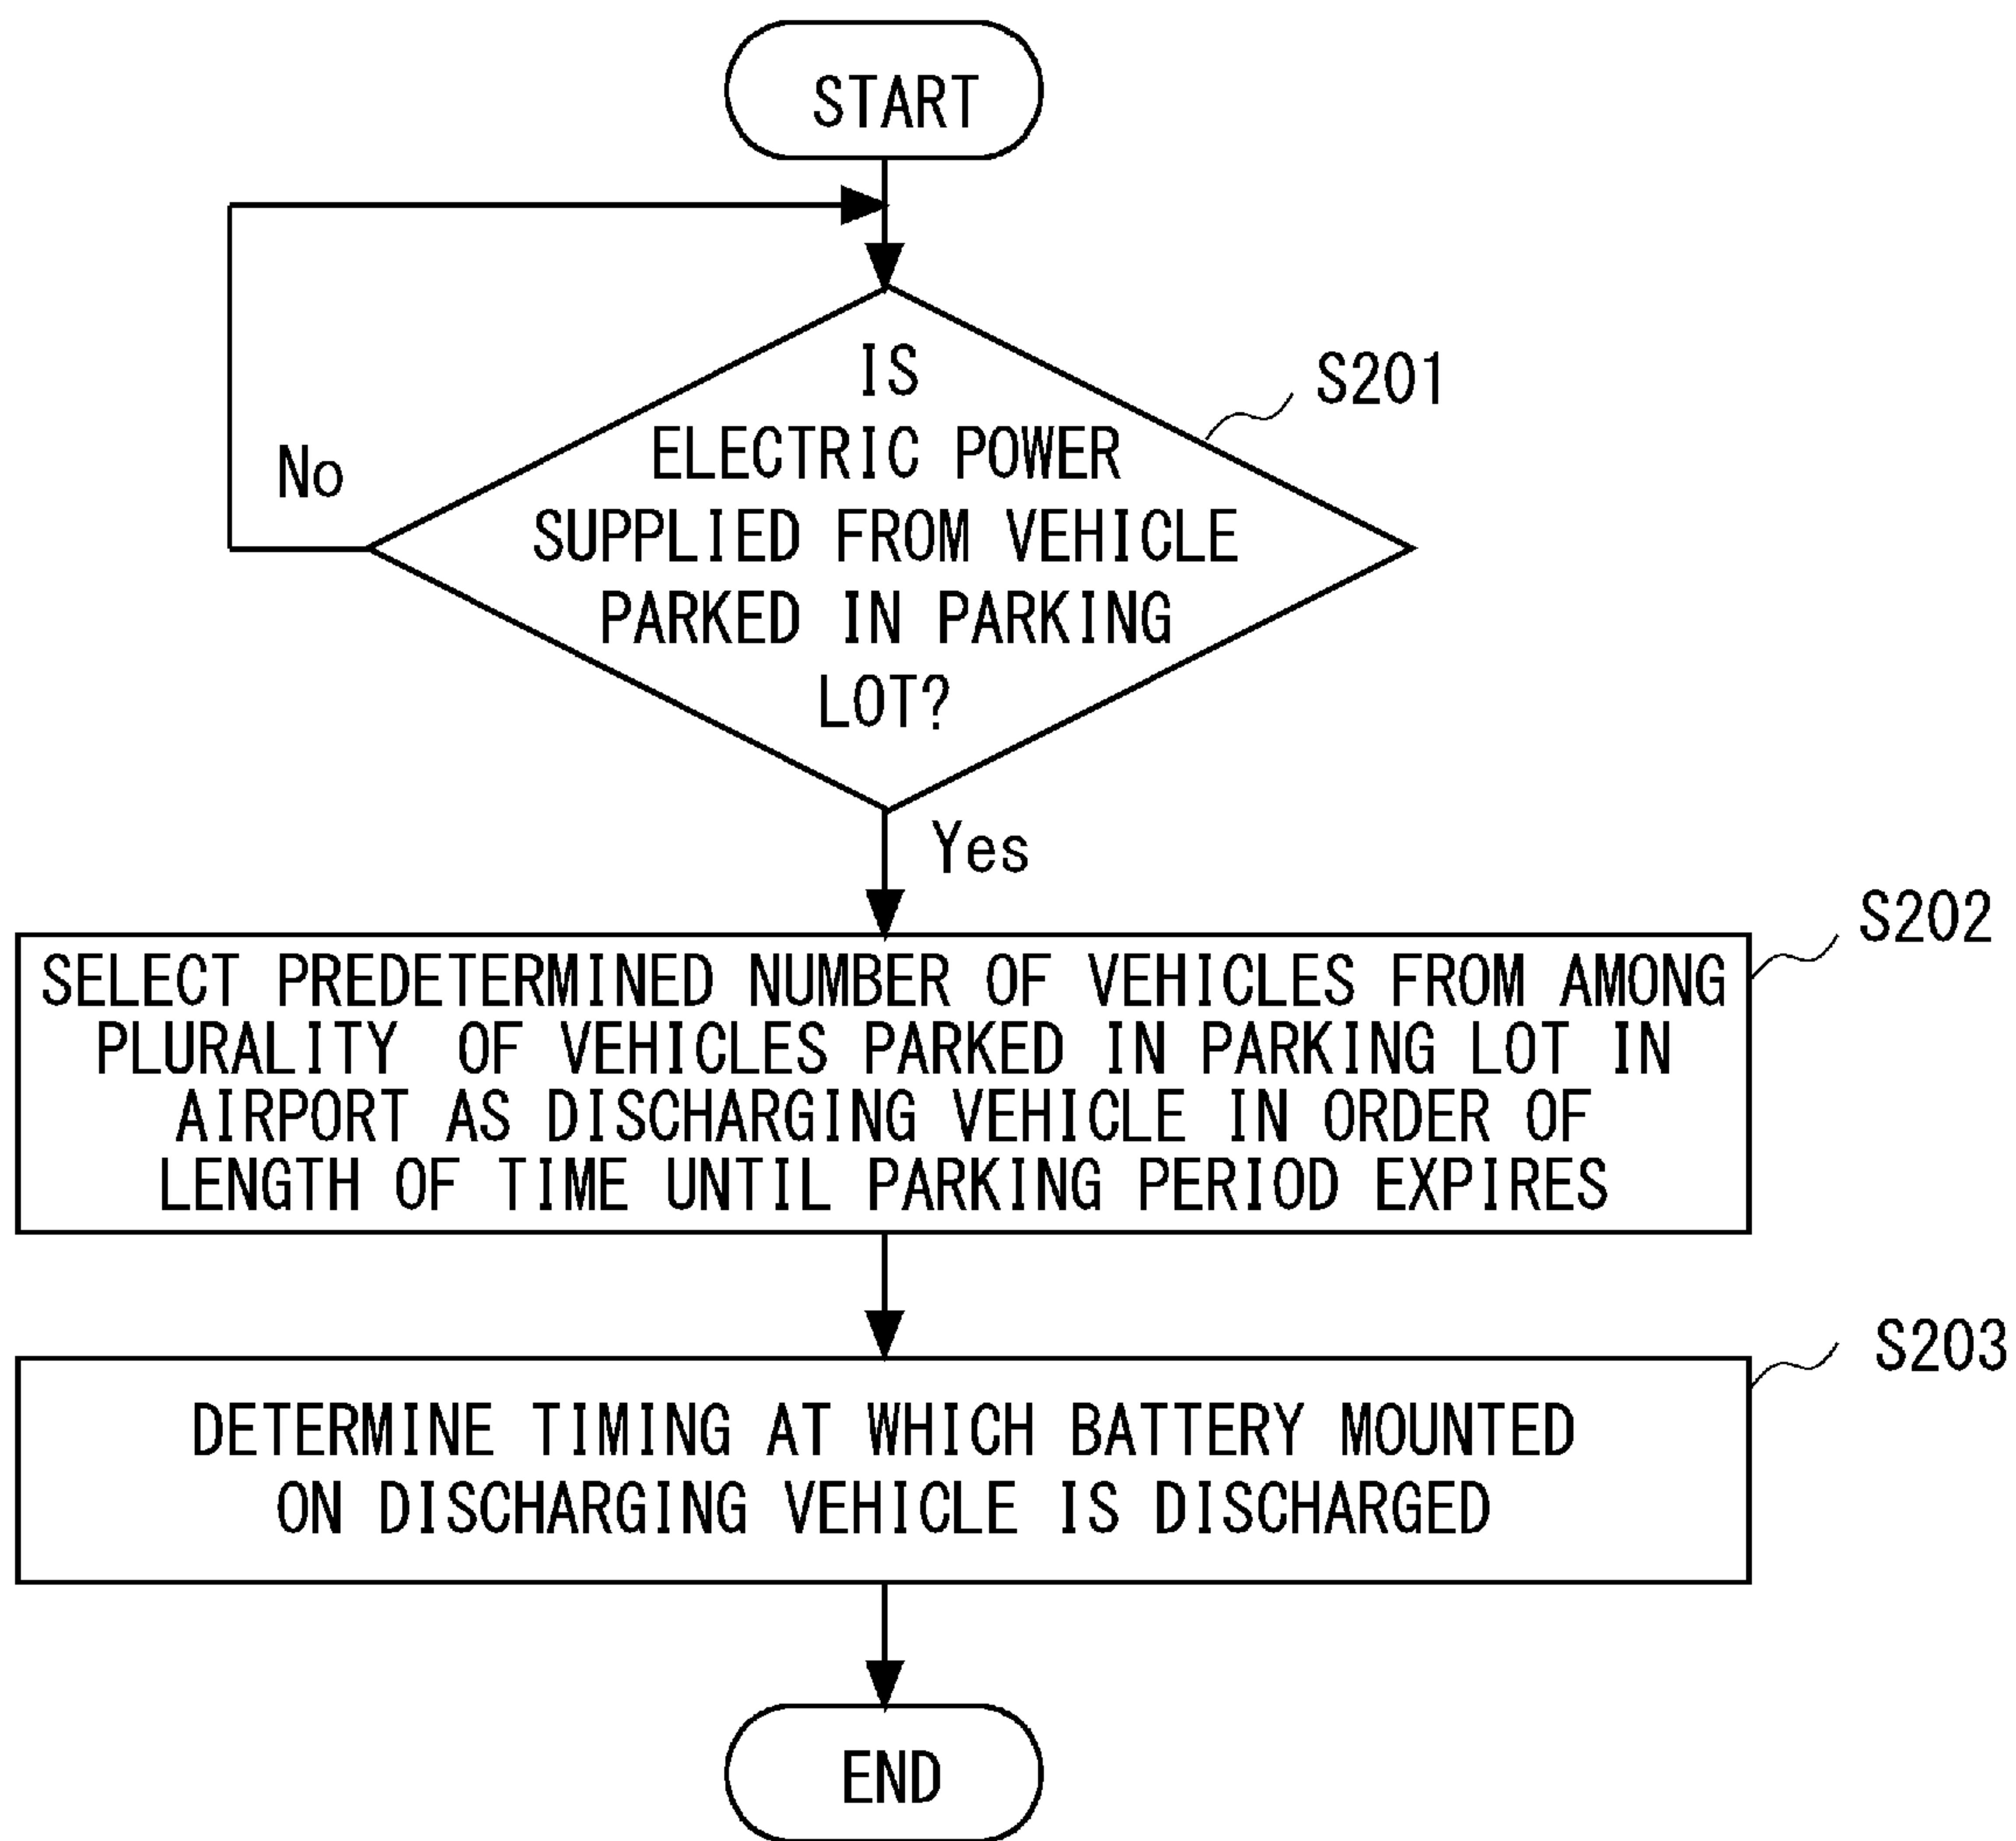 START
IS
ELECTRIC POWER
SUPPLIED FROM VEHICLE
PARKED IN PARKING
LOT?
S201
No
Yes
S202
SELECT PREDETERMINED NUMBER OF VEHICLES FROM AMONG
PLURALITY OF VEHICLES PARKED IN PARKING LOT IN
AIRPORT AS DISCHARGING VEHICLE IN ORDER OF
LENGTH OF TIME UNTIL PARKING PERIOD EXPIRES
S203
DETERMINE TIMING AT WHICH BATTERY MOUNTED
ON DISCHARGING VEHICLE IS DISCHARGED
END